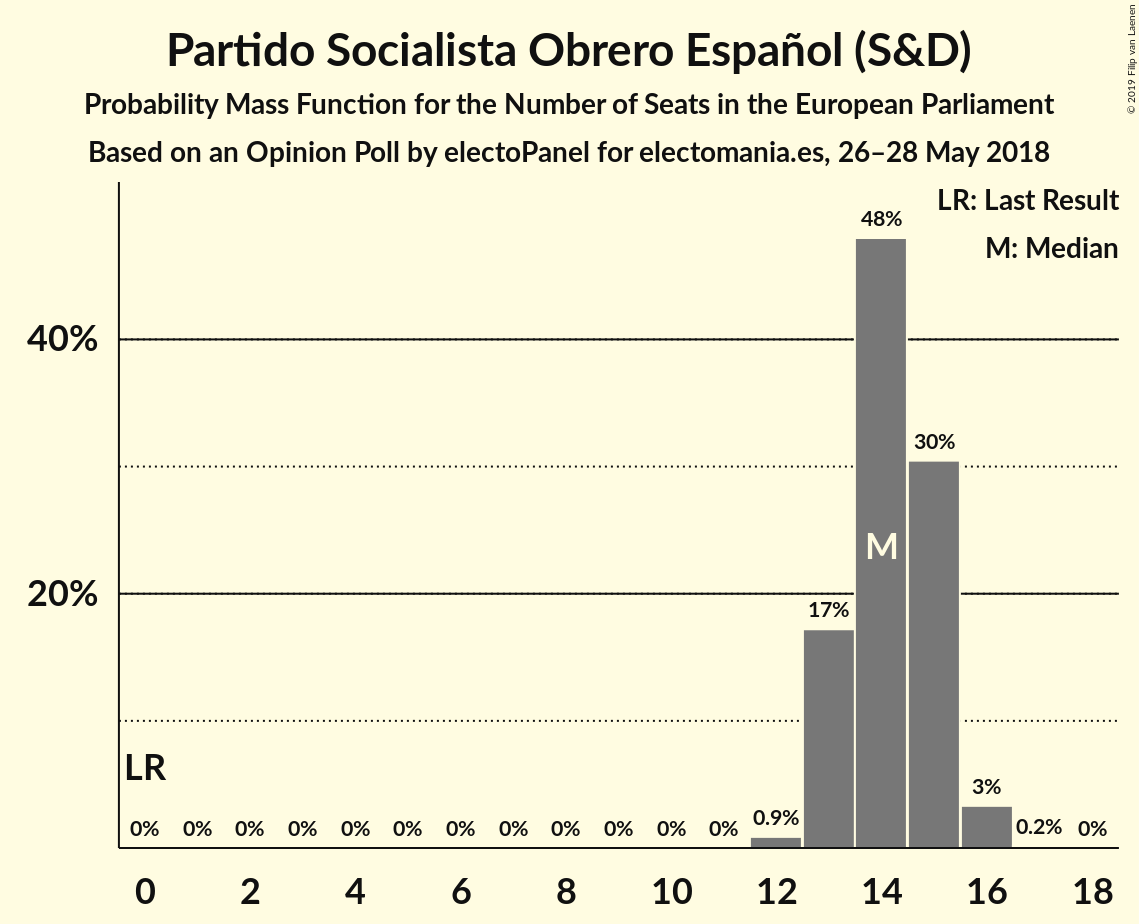 Partido Socialista Obrero Español (S&D)
Probability Mass Function for the Number of Seats in the European Parliament
Based on an Opinion Poll by electoPanel for electomania.es, 26–28 May 2018
© 2019 Filip van Laenen
LR: Last Result
M: Median
48%
40%
30%
M
20%
17%
LR
0% 0% 0% 0% 0% 0% 0% 0% 0% 0% 0% 0% 0.9% 3% 0.2% 0%
0 2 4 6 8 10 12 14 16 18